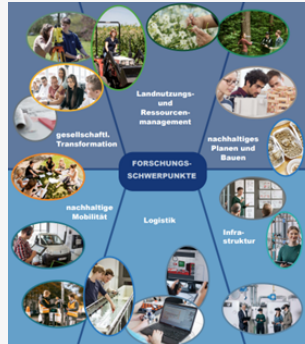 Landnutzungs-
und
Ressourcen-
management
gesellschaftl.
Transformation
nachhaltiges
Planen und
Bauen
FORSCHUNGS-
SCHWERPUNKTE
nachhaltige
Mobilität
Logistik
Infra-
struktur